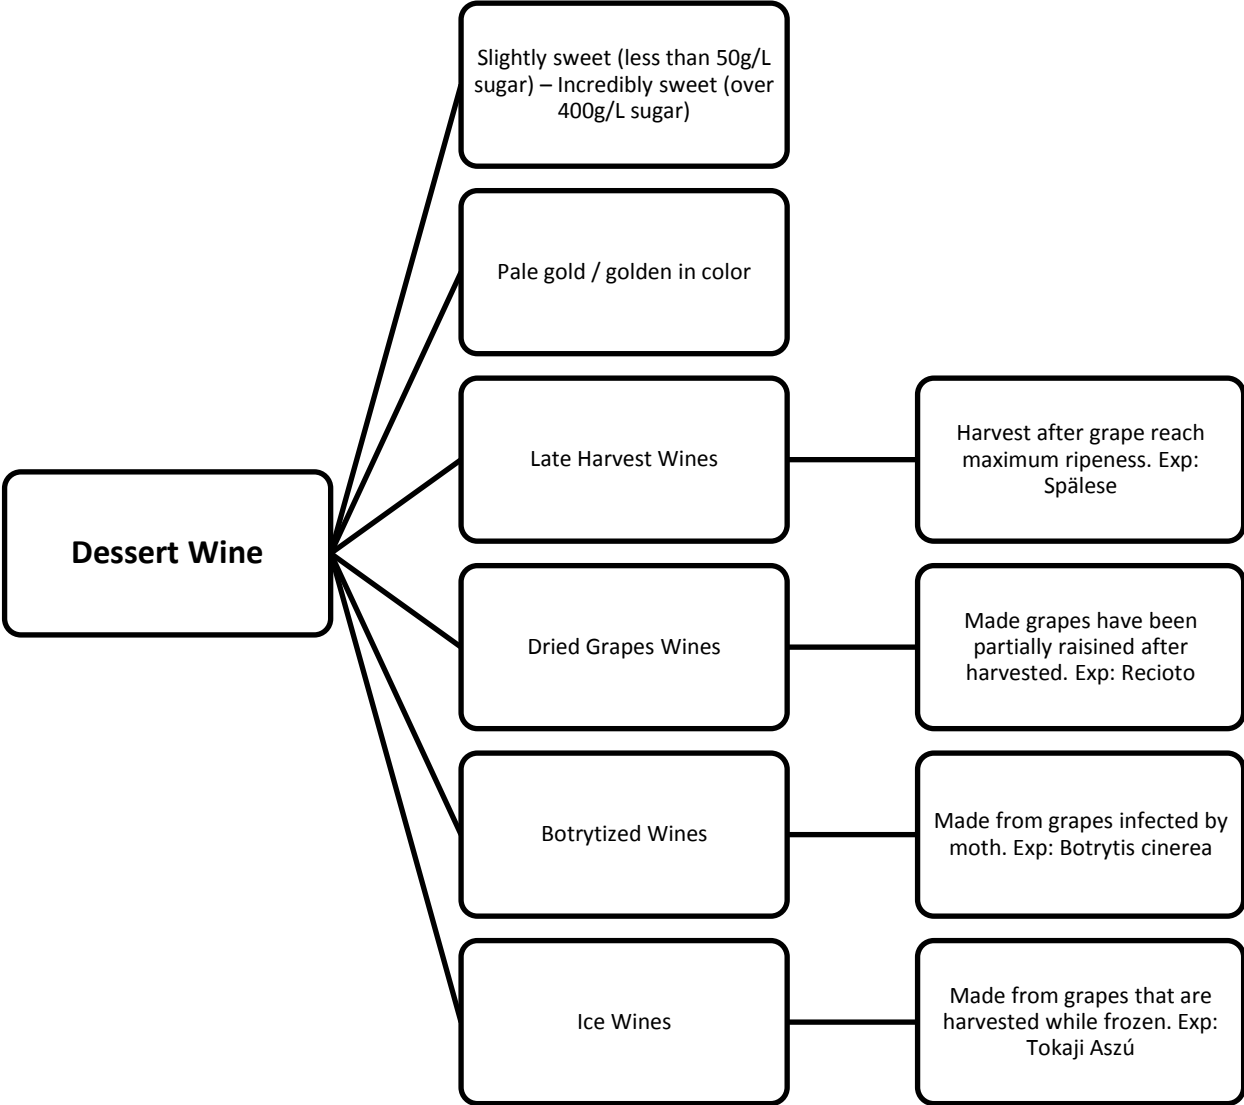 Slightly sweet (less than 50g/L
sugar) – Incredibly sweet (over
400g/L sugar)
Pale gold / golden in color
Late Harvest Wines
Harvest after grape reach
maximum ripeness. Exp:
Spälese
Dessert Wine
Dried Grapes Wines
Made grapes have been
partially raisined after
harvested. Exp: Recioto
Botrytized Wines
Made from grapes infected by
moth. Exp: Botrytis cinerea
Ice Wines
Made from grapes that are
harvested while frozen. Exp:
Tokaji Aszú